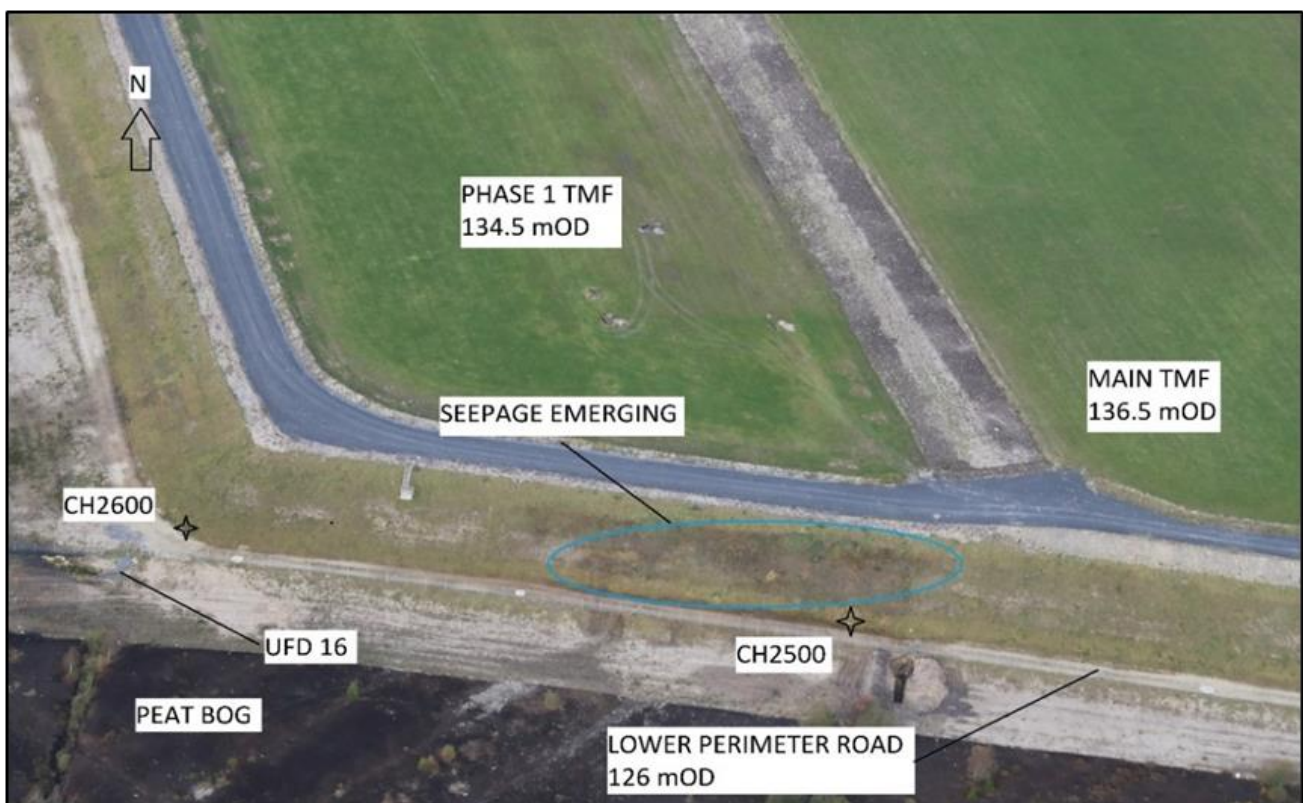 N
PHASE 1 TMF
134.5 mOD
MAIN TMF
136.5 mOD
SEEPAGE EMERGING
CH2600
UFD 16
CH2500
PEAT BOG
LOWER PERIMETER ROAD
126 mOD